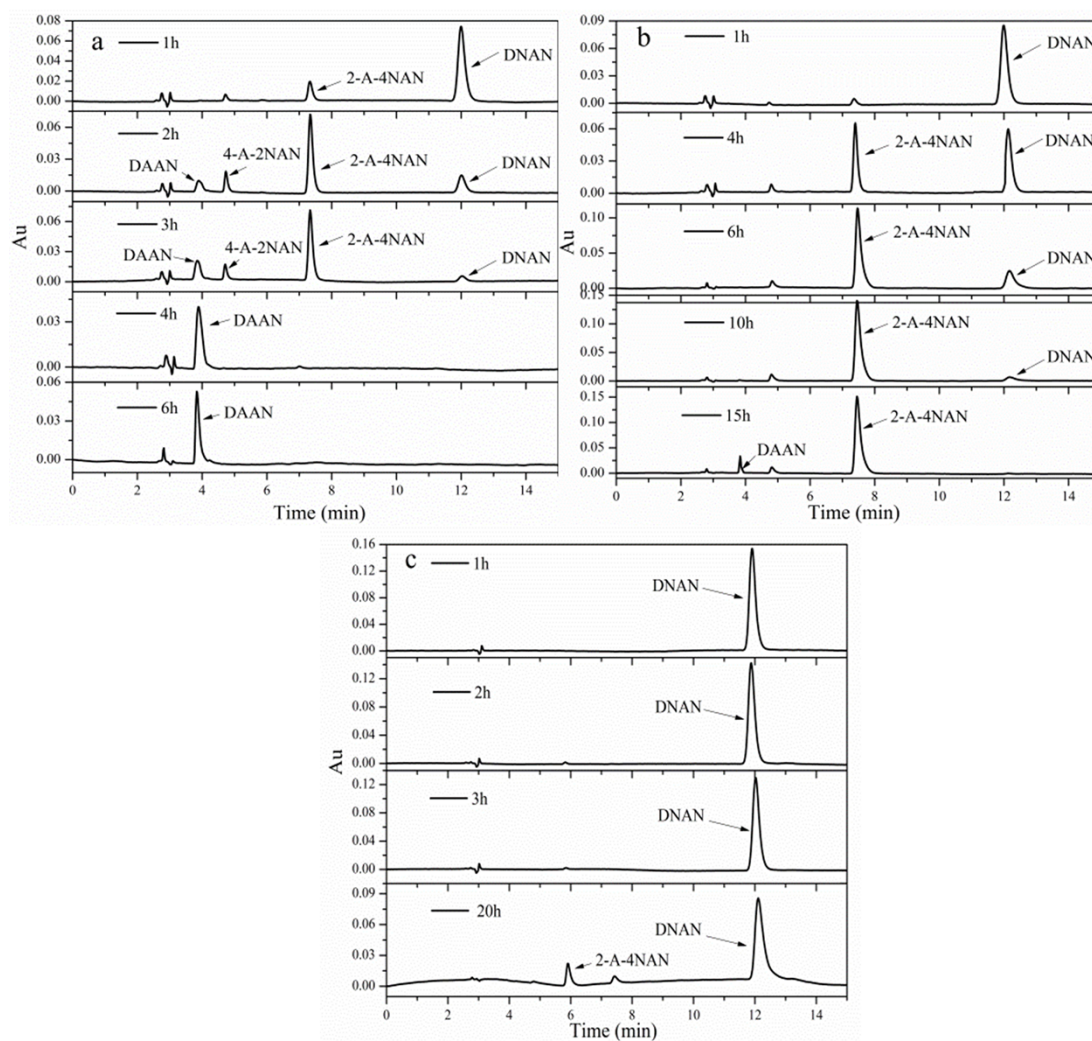 a
1h
DNAN
2-A-4NAN
0.08
0.06
0.04
0.02
0.00
2h
DAAN
4-A-2NAN
2-A-4NAN
DNAN
0.06
0.03
0.00
3h
DAAN
4-A-2NAN
2-A-4NAN
DNAN
0.06
0.03
0.00
4h
DAAN
0.03
0.00
6h
DAAN
0.06
0.03
0.00
0 2 4 6 8 10 12 14
Time (min)
Au
b
1h
DNAN
0.09
0.06
0.03
0.00
4h
2-A-4NAN
DNAN
0.06
0.03
0.00
6h
2-A-4NAN
DNAN
0.10
0.05
0.00
10h
2-A-4NAN
DNAN
0.15
0.10
0.05
0.00
15h
DAAN
2-A-4NAN
0.15
0.10
0.05
0.00
0 2 4 6 8 10 12 14
Time (min)
c
1h
DNAN
0.16
0.12
0.08
0.04
0.00
2h
DNAN
0.12
0.08
0.04
0.00
3h
DNAN
0.12
0.08
0.04
0.00
20h
2-A-4NAN
DNAN
0.09
0.06
0.03
0.00
0 2 4 6 8 10 12 14
Time (min)
Au